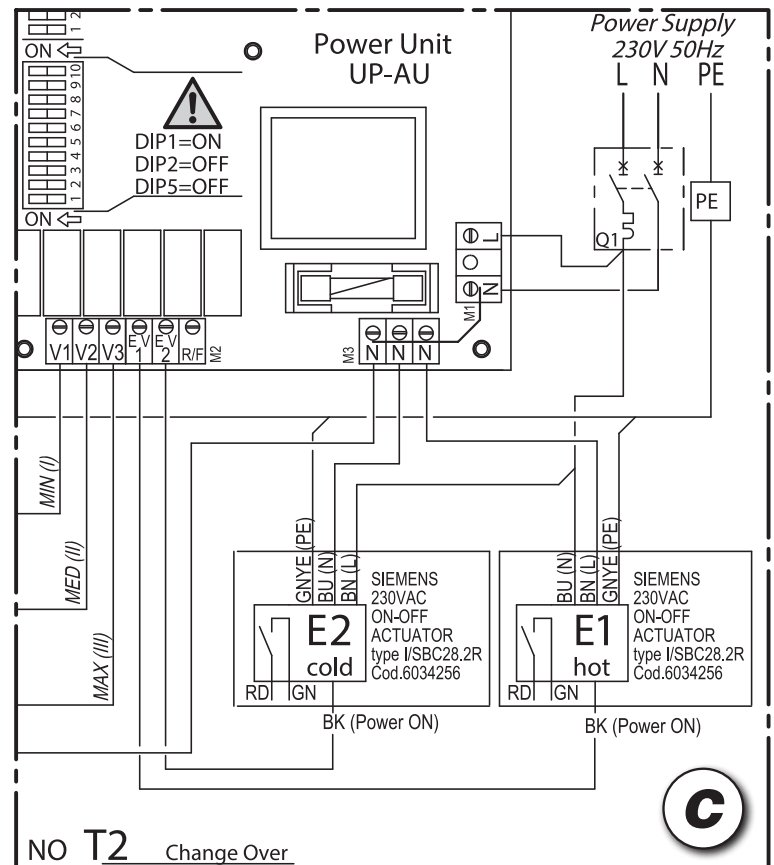 1 2
ON
1 2 3 4 5 6 7 8 9 10
ON
DIP1=ON
DIP2=OFF
DIP5=OFF
Power Unit
UP-AU
Power Supply
230V 50Hz
L N PE
Q1
PE
L
N
M1
V1 V2 V3 EV1 EV2 R/F M2
M3 N N N
MIN (I)
MED (II)
MAX (III)
GNYE (PE)
BU (N)
BN (L)
E2
cold
RD GN
SIEMENS
230VAC
ON-OFF
ACTUATOR
type I/SBC28.2R
Cod.6034256
BK (Power ON)
BU (N)
BN (L)
GNYE (PE)
E1
hot
RD GN
SIEMENS
230VAC
ON-OFF
ACTUATOR
type I/SBC28.2R
Cod.6034256
BK (Power ON)
C
NO T2 Change Over